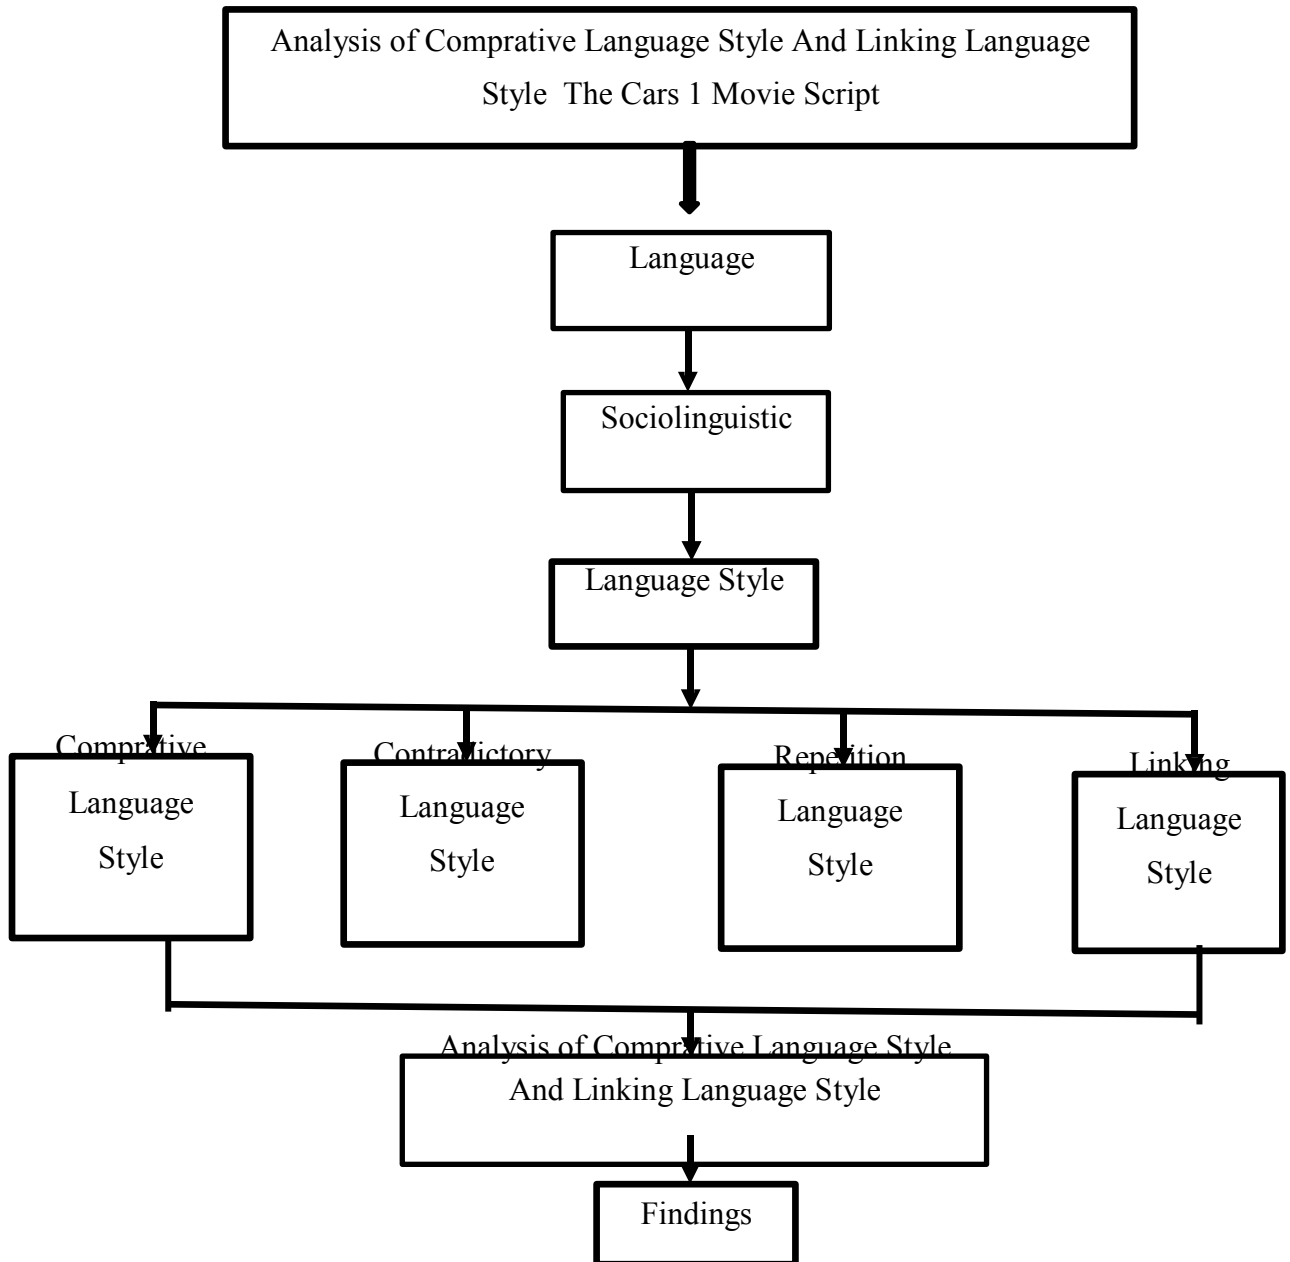 Analysis of Comprative Language Style And Linking Language
Style The Cars 1 Movie Script
Language
Sociolinguistic
Language Style
Comprative
Language
Style
Contradictory
Language
Style
Repetition
Language
Style
Linking
Language
Style
Analysis of Comprative Language Style
And Linking Language Style
Findings